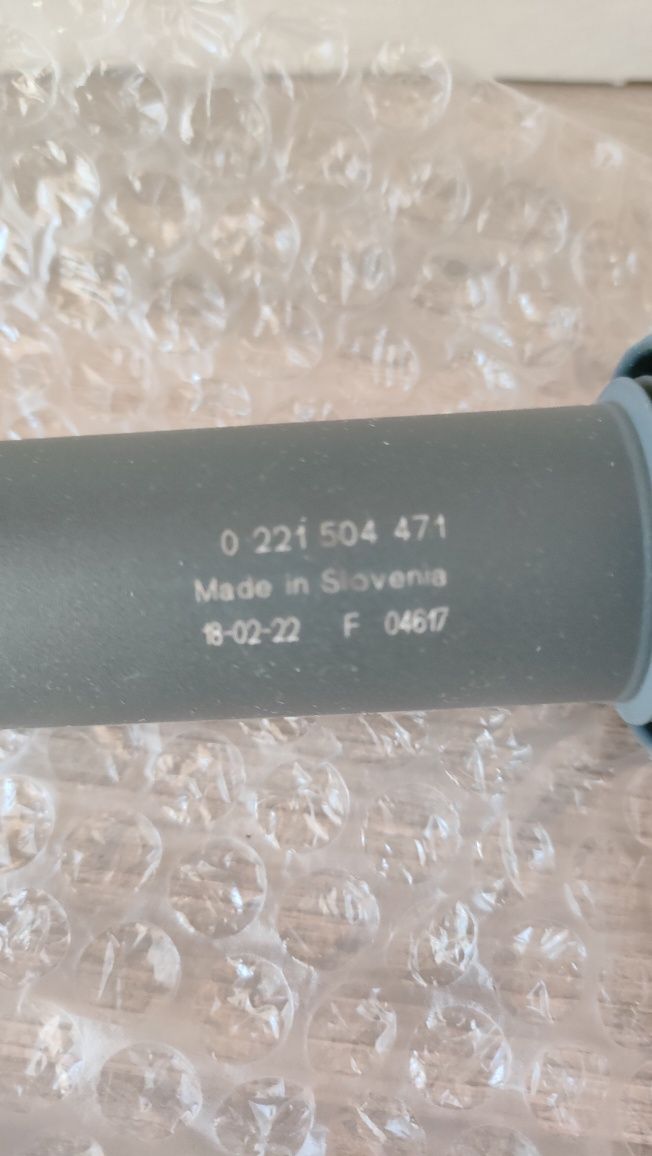 0 221 504 471
Made in Slovenia
18-02-22 F 04617